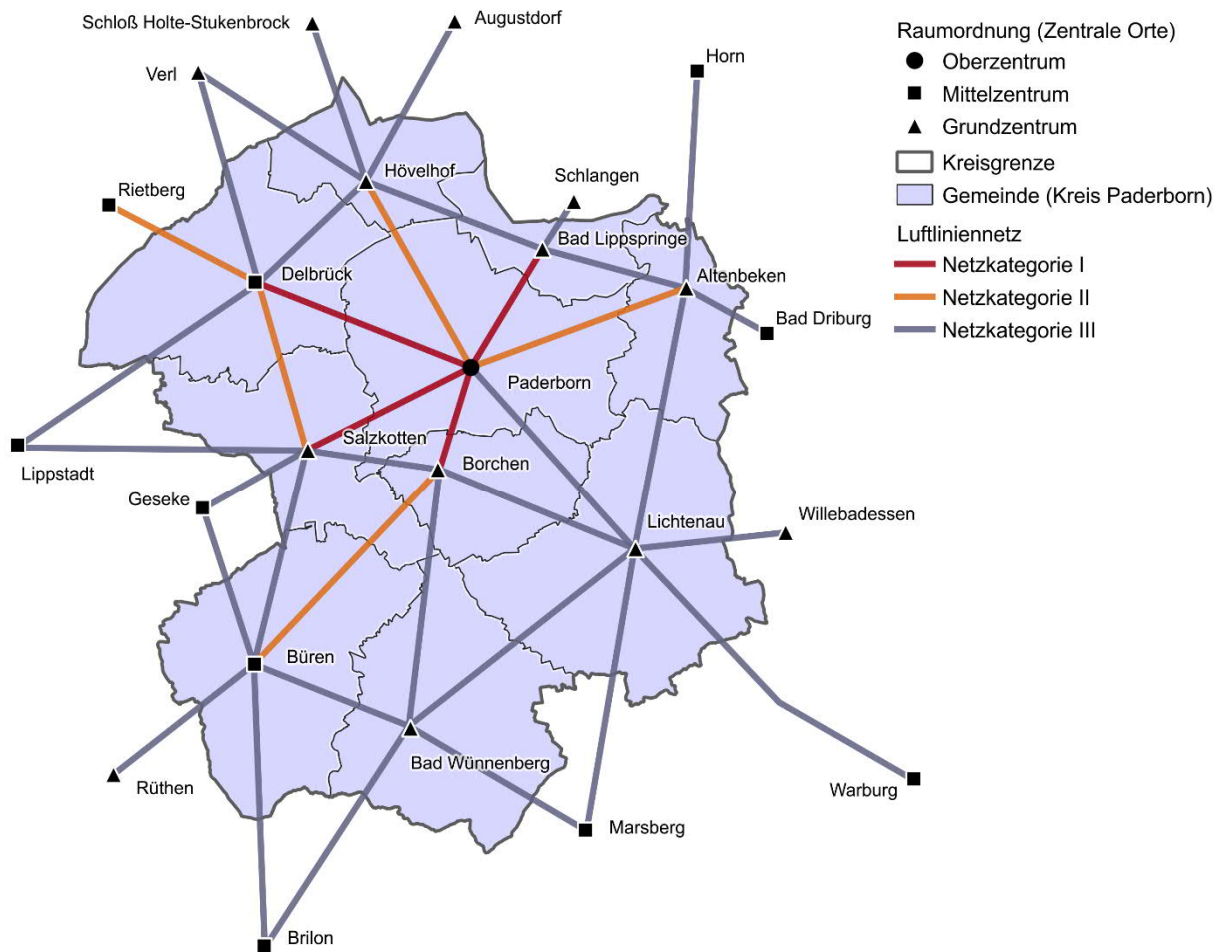 Schloß Holte-Stukenbrock
Augustdorf
Verl
Horn
Hövelhof
Schlangen
Rietberg
Bad Lippspringe
Delbrück
Altenbeken
Bad Driburg
Paderborn
Salzkotten
Borchen
Lippstadt
Geseke
Lichtenau
Willebadessen
Büren
Bad Wünnenberg
Rüthen
Warburg
Marsberg
Brilon
Raumordnung (Zentrale Orte)
Oberzentrum
Mittelzentrum
Grundzentrum
Kreisgrenze
Gemeinde (Kreis Paderborn)
Luftliniennetz
Netzkategorie I
Netzkategorie II
Netzkategorie III